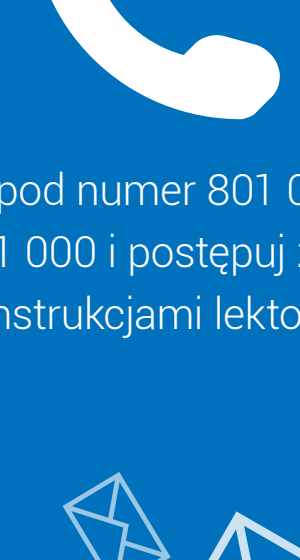 pod numer 801
1 000 i postępuj
nstrukcjami lekto